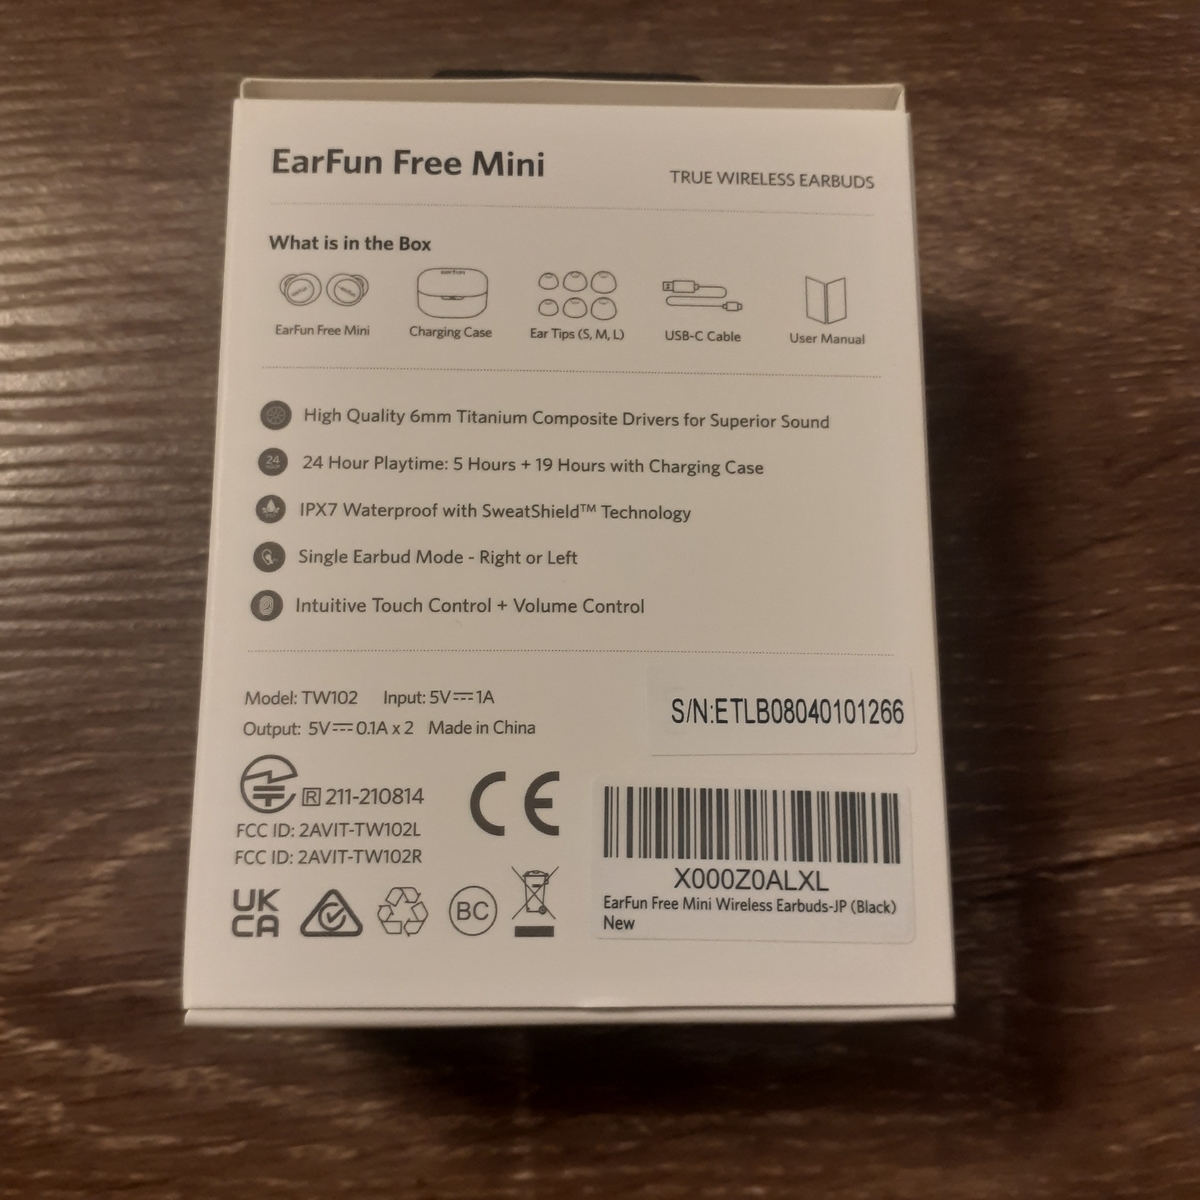 EarFun Free Mini
TRUE WIRELESS EARBUDS
What is in the Box
earfun
EarFun Free Mini
Charging Case
Ear Tips (S, M, L)
USB-C Cable
User Manual
High Quality 6mm Titanium Composite Drivers for Superior Sound
24
24 Hour Playtime: 5 Hours + 19 Hours with Charging Case
IPX7 Waterproof with SweatShield™ Technology
Single Earbud Mode - Right or Left
Intuitive Touch Control + Volume Control
Model: TW102 Input: 5V⎓1A
Output: 5V⎓0.1A x 2 Made in China
S/N:ETLB08040101266
R 211-210814
CE
FCC ID: 2AVIT-TW102L
FCC ID: 2AVIT-TW102R
UK
CA
BC
X000Z0ALXL
EarFun Free Mini Wireless Earbuds-JP (Black)
New